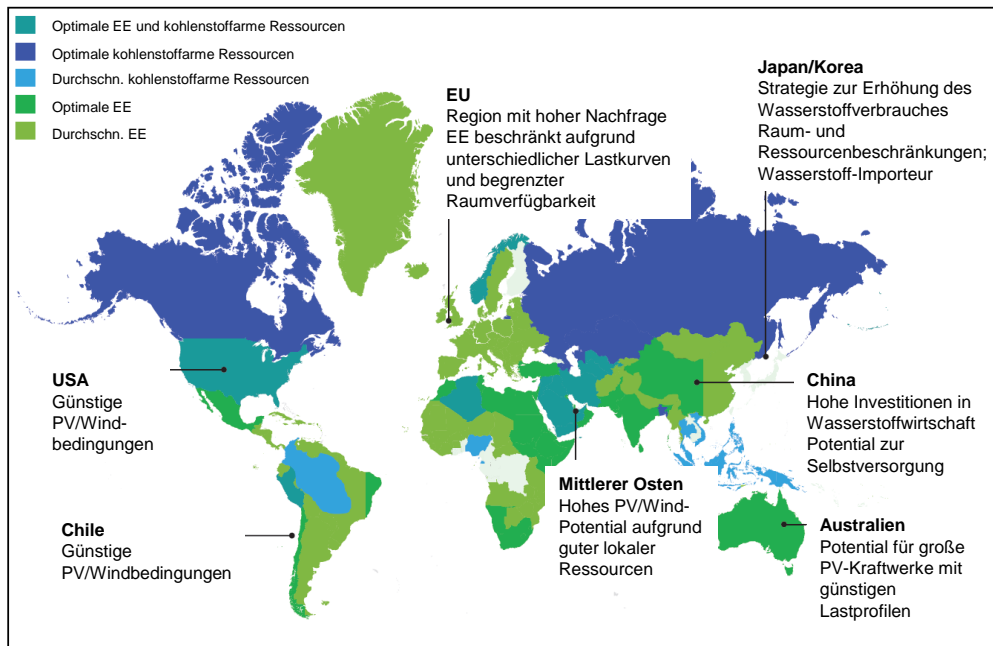 Optimale EE und kohlenstoffarme Ressourcen
Optimale kohlenstoffarme Ressourcen
Durchschn. kohlenstoffarme Ressourcen
Optimale EE
Durchschn. EE
EU
Region mit hoher Nachfrage
EE beschränkt aufgrund
unterschiedlicher Lastkurven
und begrenzter
Raumverfügbarkeit
Japan/Korea
Strategie zur Erhöhung des
Wasserstoffverbrauches
Raum- und
Ressourcenbeschränkungen;
Wasserstoff-Importeur
USA
Günstige
PV/Wind-
bedingungen
China
Hohe Investitionen in
Wasserstoffwirtschaft
Potential zur
Selbstversorgung
Mittlerer Osten
Hohes PV/Wind-
Potential aufgrund
guter lokaler
Ressourcen
Chile
Günstige
PV/Windbedingungen
Australien
Potential für große
PV-Kraftwerke mit
günstigen
Lastprofilen